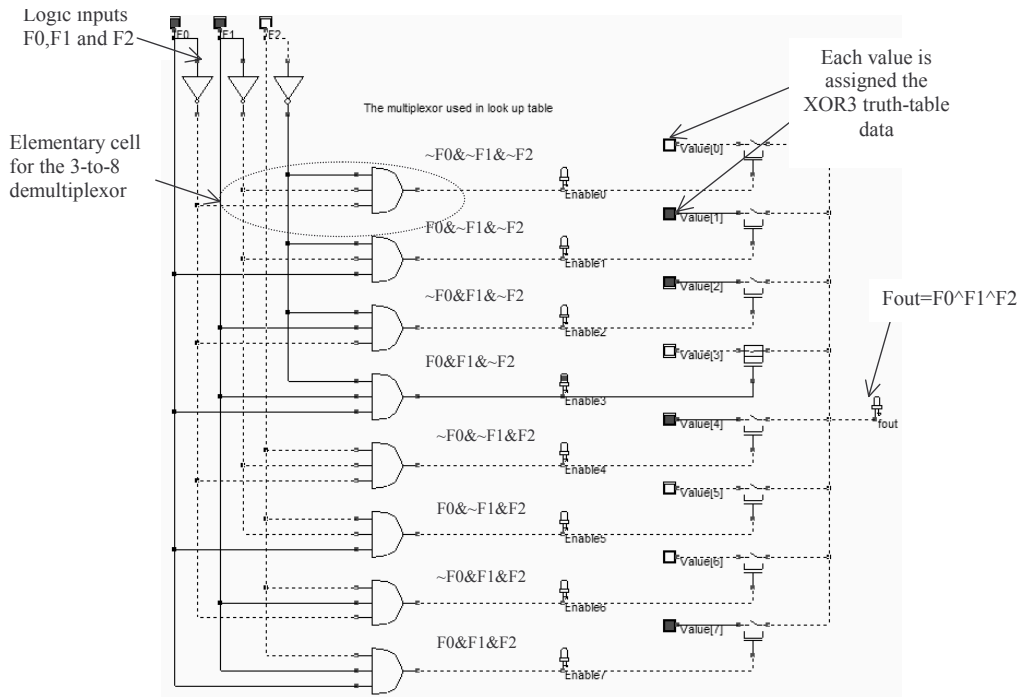 Logic inputs
F0,F1 and F2
F0
F1
F2
Each value is
assigned the
XOR3 truth-table
data
The multiplexor used in look up table
Elementary cell
for the 3-to-8
demultiplexor
~F0&~F1&~F2
Enable0
Value[0]
F0&~F1&~F2
Enable1
Value[1]
~F0&F1&~F2
Enable2
Value[2]
Fout=F0^F1^F2
F0&F1&~F2
Enable3
Value[3]
~F0&~F1&F2
Enable4
Value[4]
fout
F0&~F1&F2
Enable5
Value[5]
~F0&F1&F2
Enable6
Value[6]
F0&F1&F2
Enable7
Value[7]